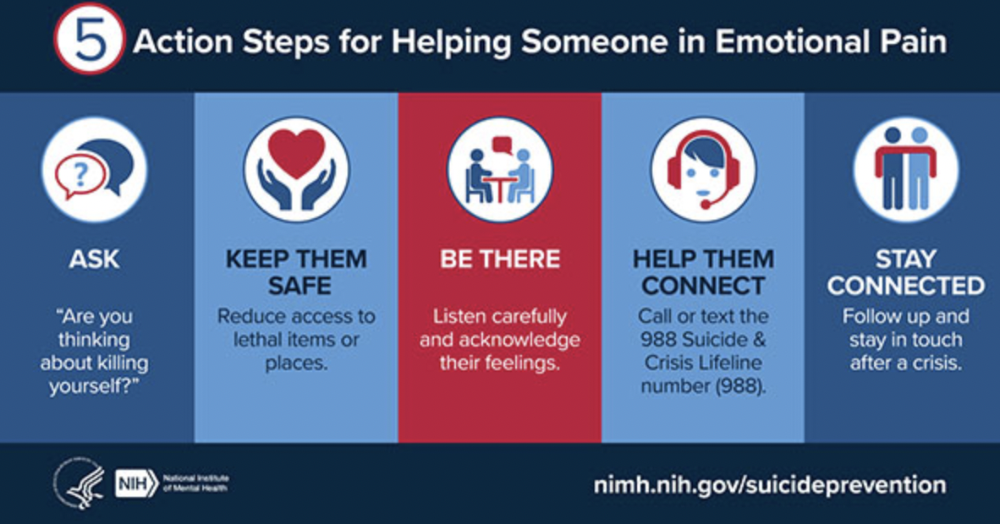 5 Action Steps for Helping Someone in Emotional Pain
?
ASK
“Are you
thinking
about killing
yourself?”
KEEP THEM
SAFE
Reduce access to
lethal items or
places.
BE THERE
Listen carefully
and acknowledge
their feelings.
HELP THEM
CONNECT
Call or text the
988 Suicide &
Crisis Lifeline
number (988).
STAY
CONNECTED
Follow up and
stay in touch
after a crisis.
NIH
National Institute
of Mental Health
nimh.nih.gov/suicideprevention